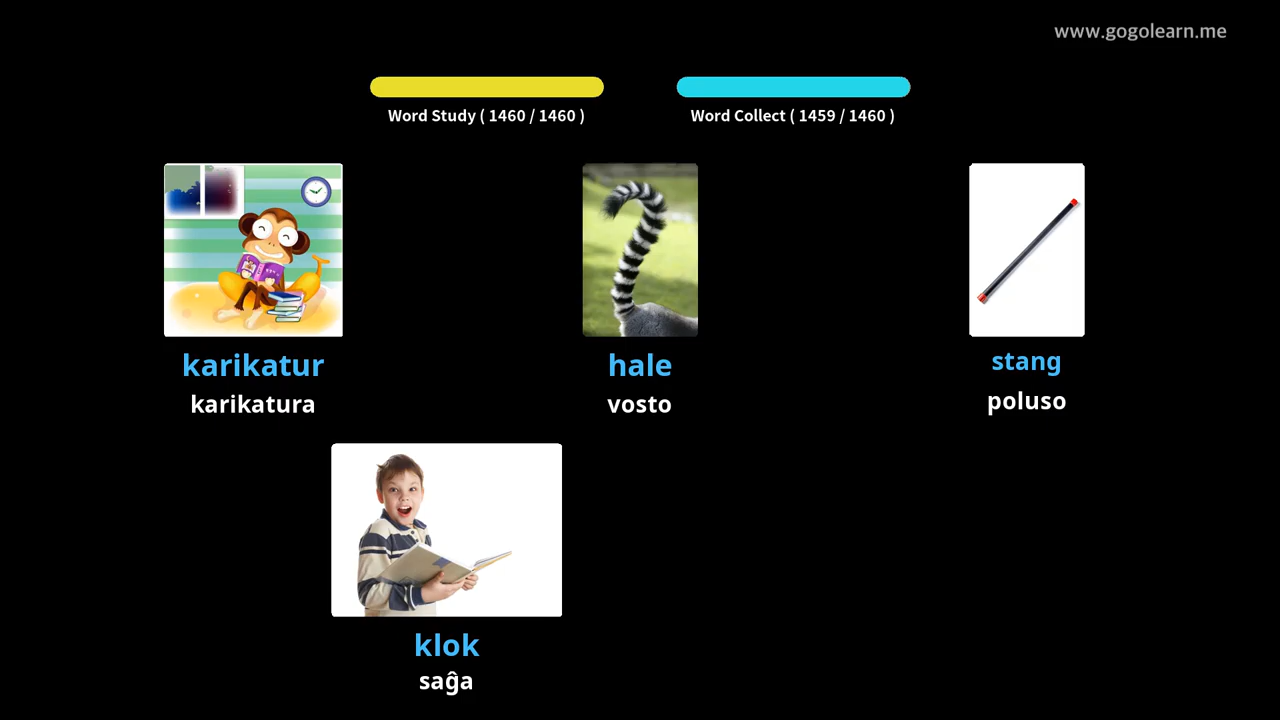 www.gogolearn.me
Word Study ( 1460 / 1460 )
Word Collect ( 1459 / 1460 )
karikatur
karikatura
hale
vosto
stang
poluso
klok
saĝa